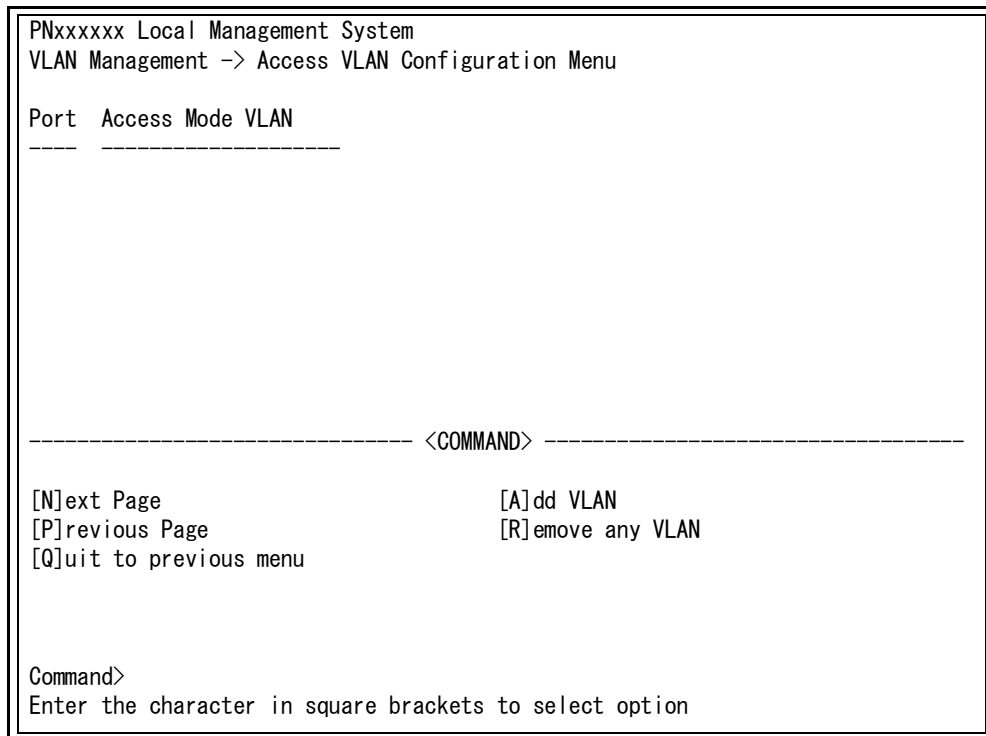 PNxxxxxx Local Management System
VLAN Management -> Access VLAN Configuration Menu
Port  Access Mode VLAN
----  --------------------
-------------------------------- <COMMAND> -----------------------------------
[N]ext Page                            [A]dd VLAN
[P]revious Page                        [R]emove any VLAN
[Q]uit to previous menu
Command>
Enter the character in square brackets to select option